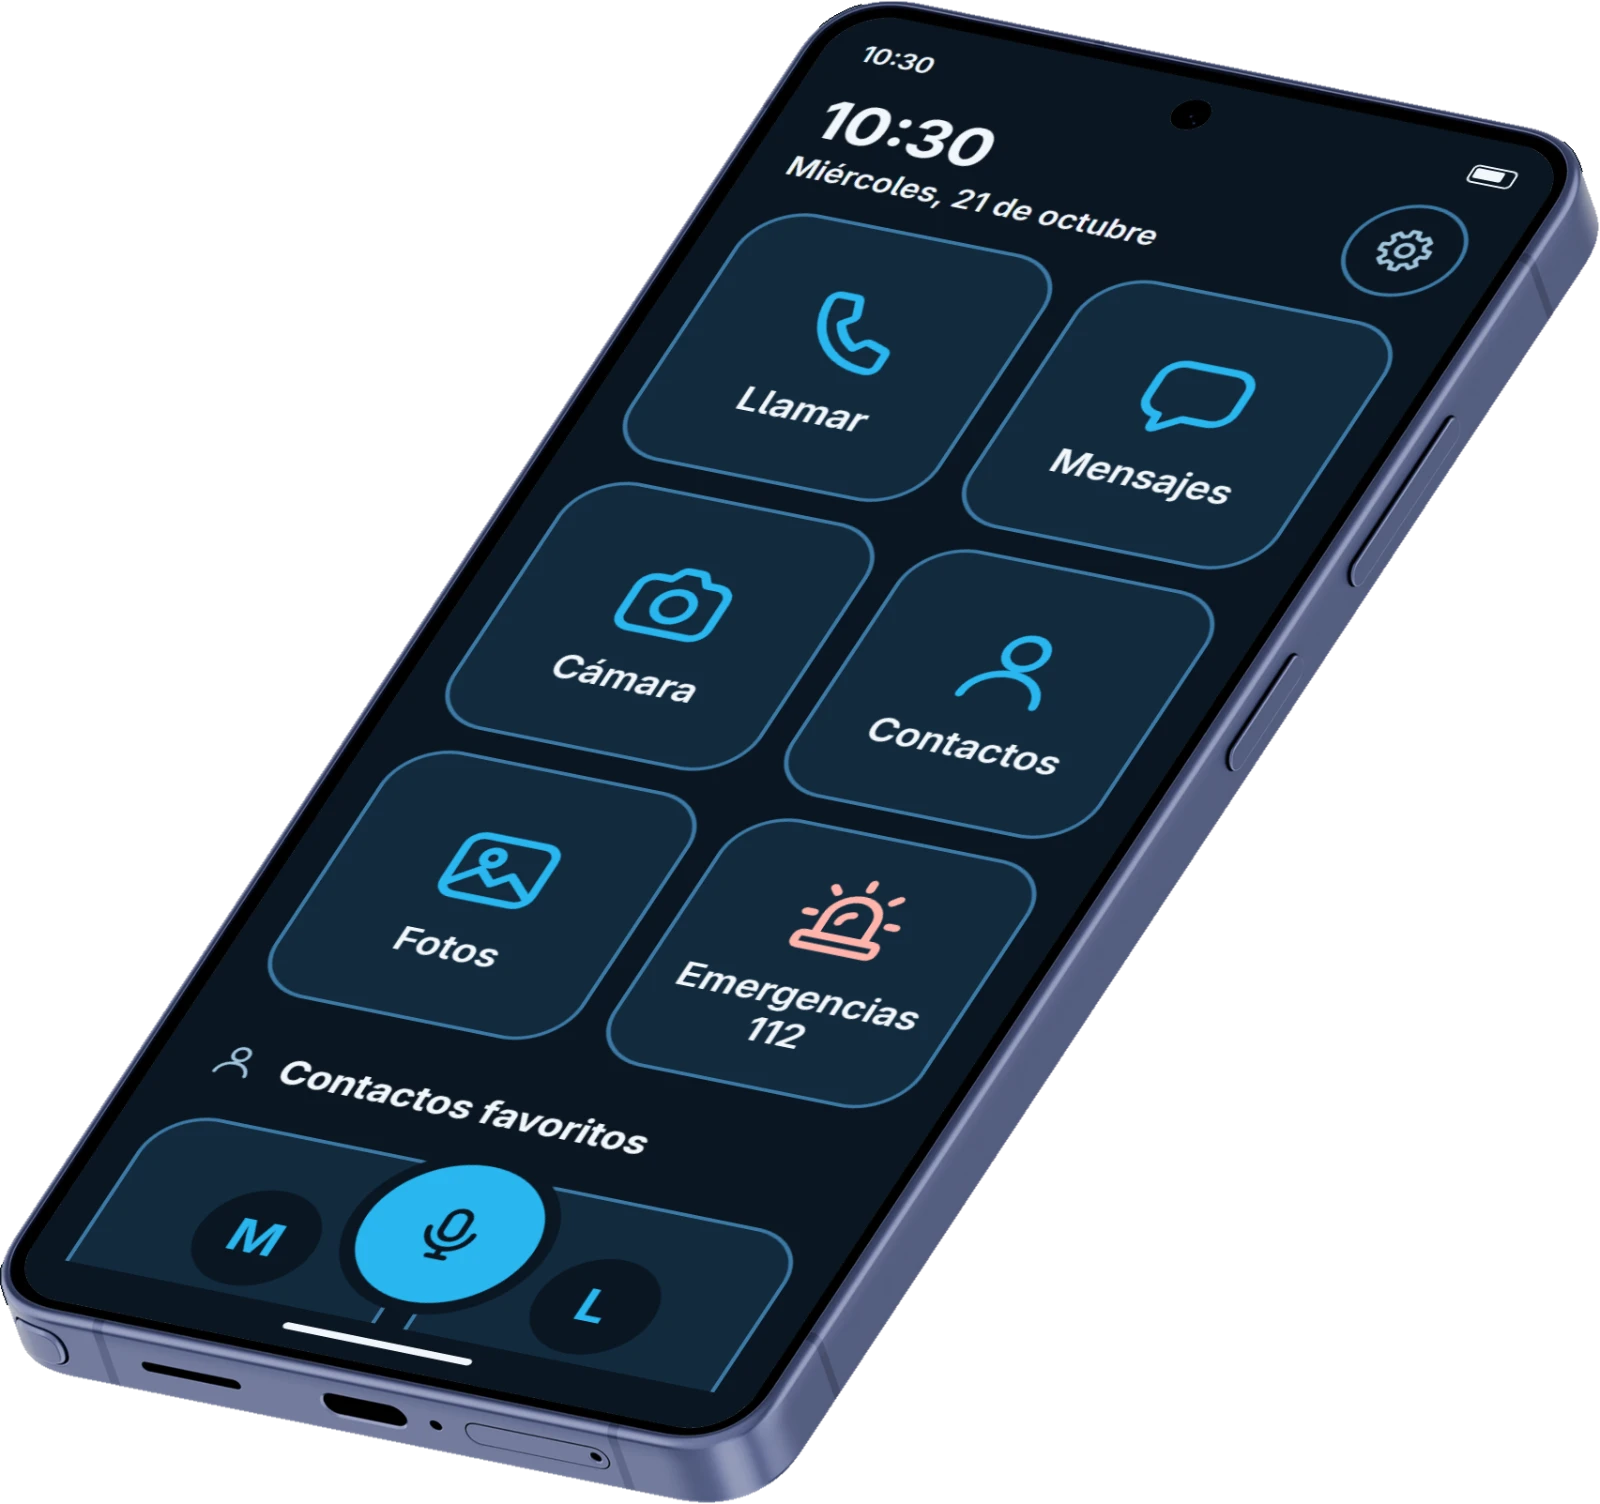 10:30
10:30
Miércoles, 21 de octubre
Llamar
Mensajes
Cámara
Contactos
Fotos
Emergencias
112
Contactos favoritos
M
L